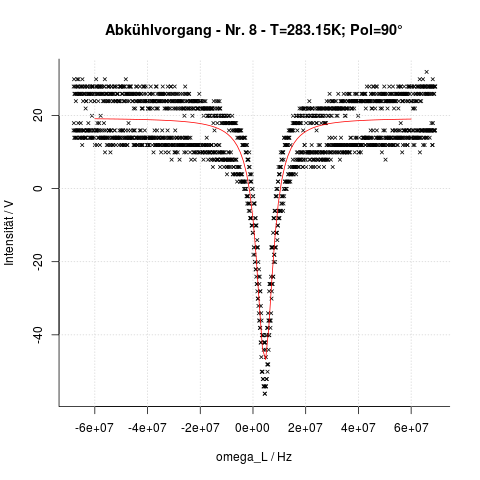 Abkühlvorgang - Nr. 8 - T=283.15K; Pol=90°
Intensität / V
20
0
-20
-40
-6e+07 -4e+07 -2e+07 0e+00 2e+07 4e+07 6e+07
omega_L / Hz